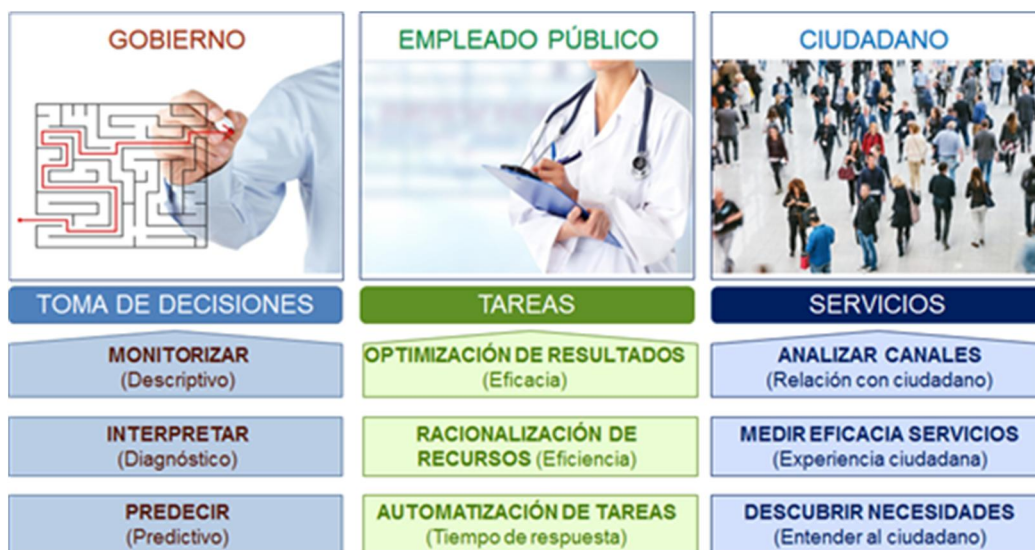 GOBIERNO
TOMA DE DECISIONES
MONITORIZAR
(Descriptivo)
INTERPRETAR
(Diagnóstico)
PREDECIR
(Predictivo)
EMPLEADO PÚBLICO
TAREAS
OPTIMIZACIÓN DE RESULTADOS
(Eficacia)
RACIONALIZACIÓN DE
RECURSOS (Eficiencia)
AUTOMATIZACIÓN DE TAREAS
(Tiempo de respuesta)
CIUDADANO
SERVICIOS
ANALIZAR CANALES
(Relación con ciudadano)
MEDIR EFICACIA SERVICIOS
(Experiencia ciudadana)
DESCUBRIR NECESIDADES
(Entender al ciudadano)